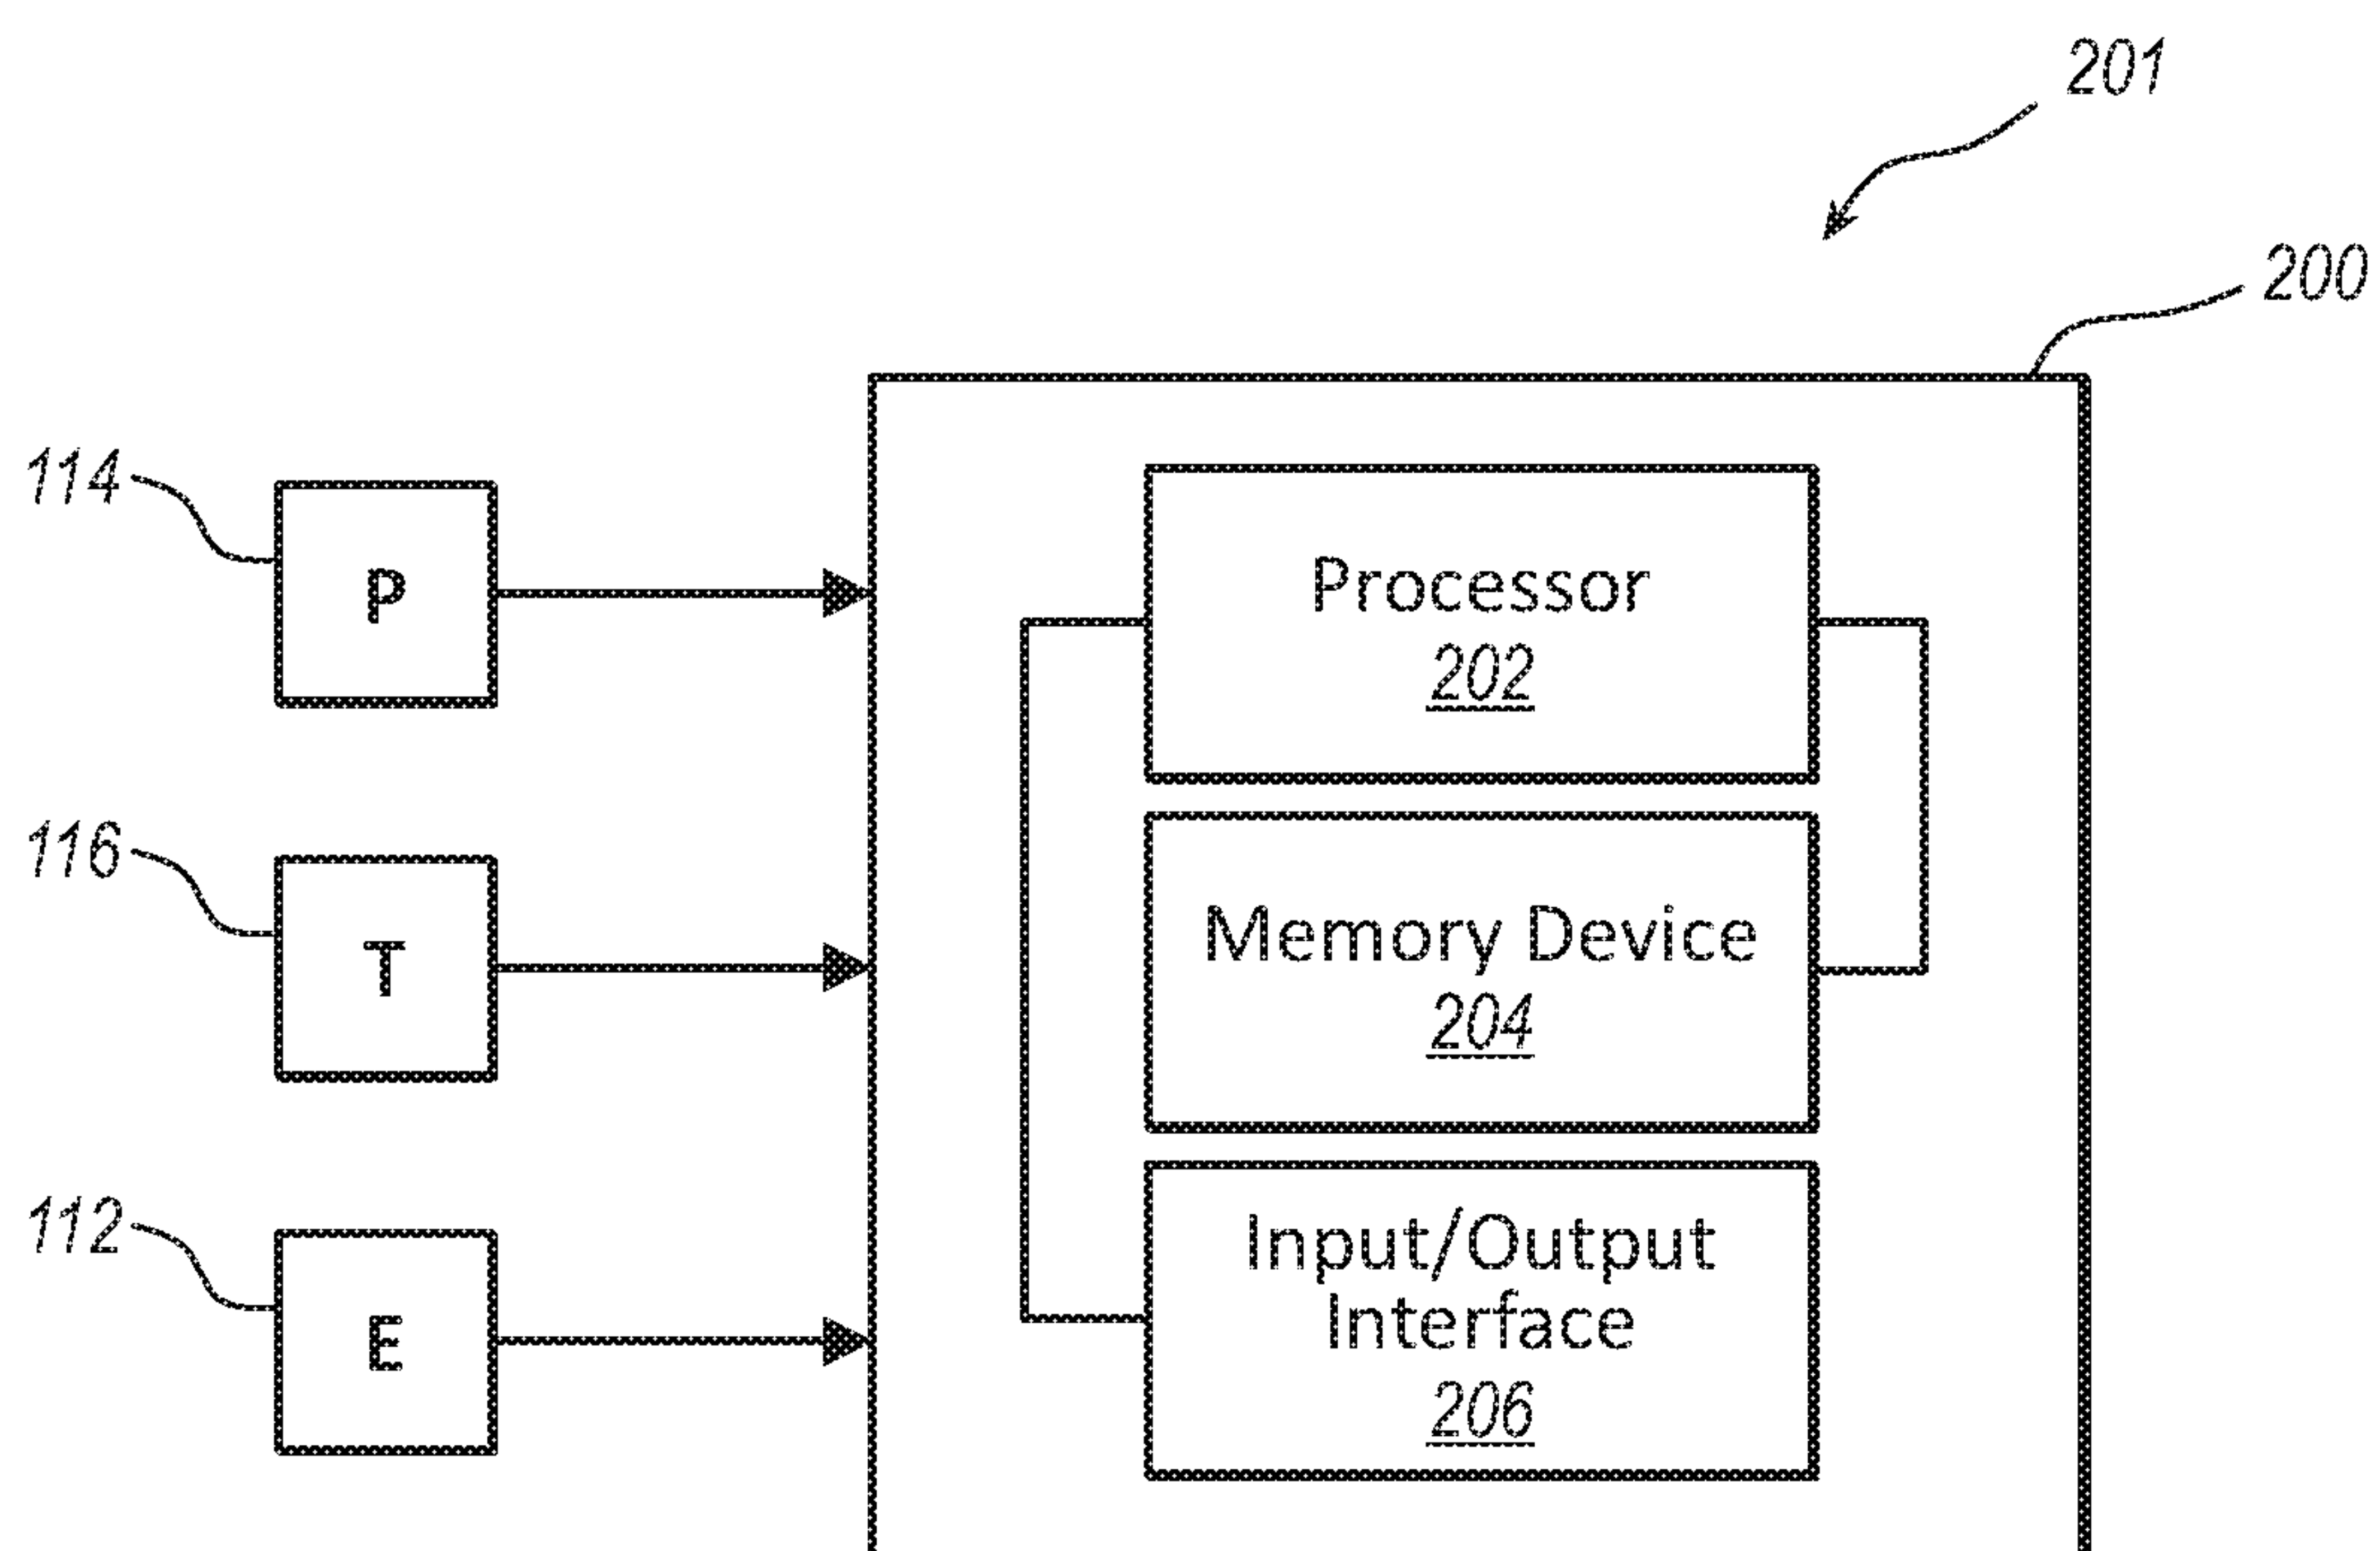 201
200
114
P
Processor
202
116
T
Memory Device
204
112
E
Input/Output
Interface
206